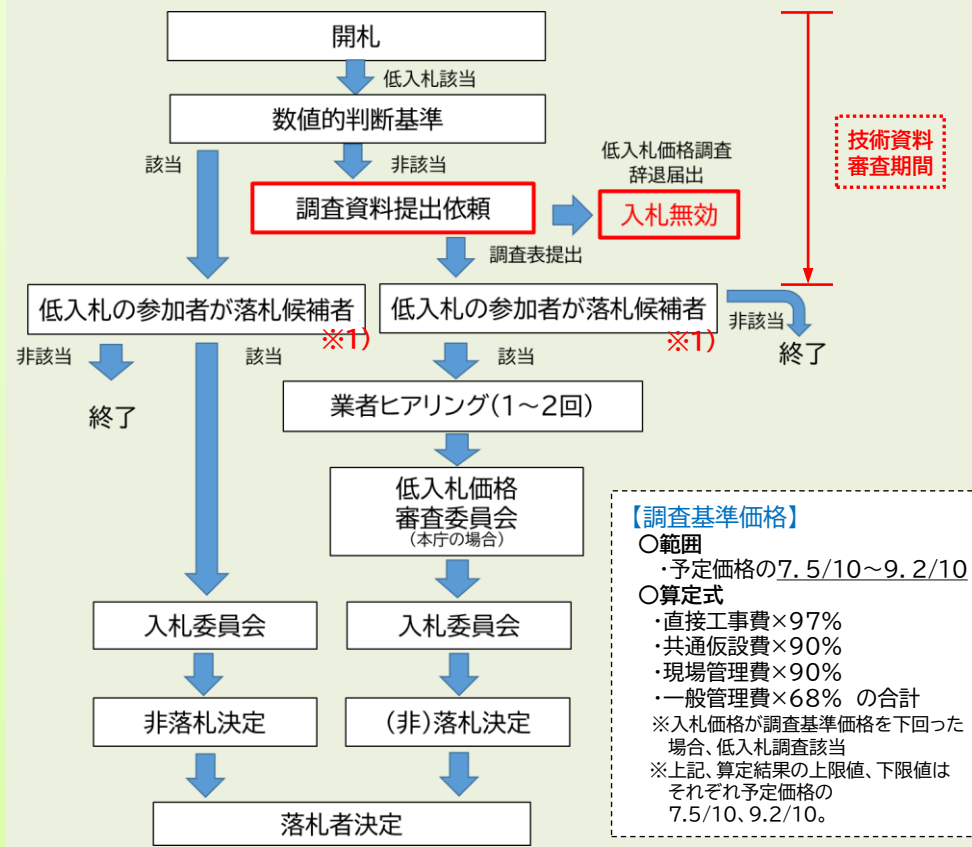 開札
低入札該当
数値的判断基準
該当
非該当
低入札価格調査
辞退届出
技術資料
審査期間
調査資料提出依頼
入札無効
調査表提出
低入札の参加者が落札候補者
※1)
低入札の参加者が落札候補者
※1)
非該当
終了
非該当
該当
該当
終了
業者ヒアリング(1～2回)
低入札価格
審査委員会
(本庁の場合)
入札委員会
入札委員会
非落札決定
(非)落札決定
落札者決定
【調査基準価格】
〇範囲
・予定価格の7.5/10～9.2/10
〇算定式
・直接工事費×97%
・共通仮設費×90%
・現場管理費×90%
・一般管理費×68% の合計
※入札価格が調査基準価格を下回った
場合、低入札調査該当
※上記、算定結果の上限値、下限値は
それぞれ予定価格の
7.5/10、9.2/10。